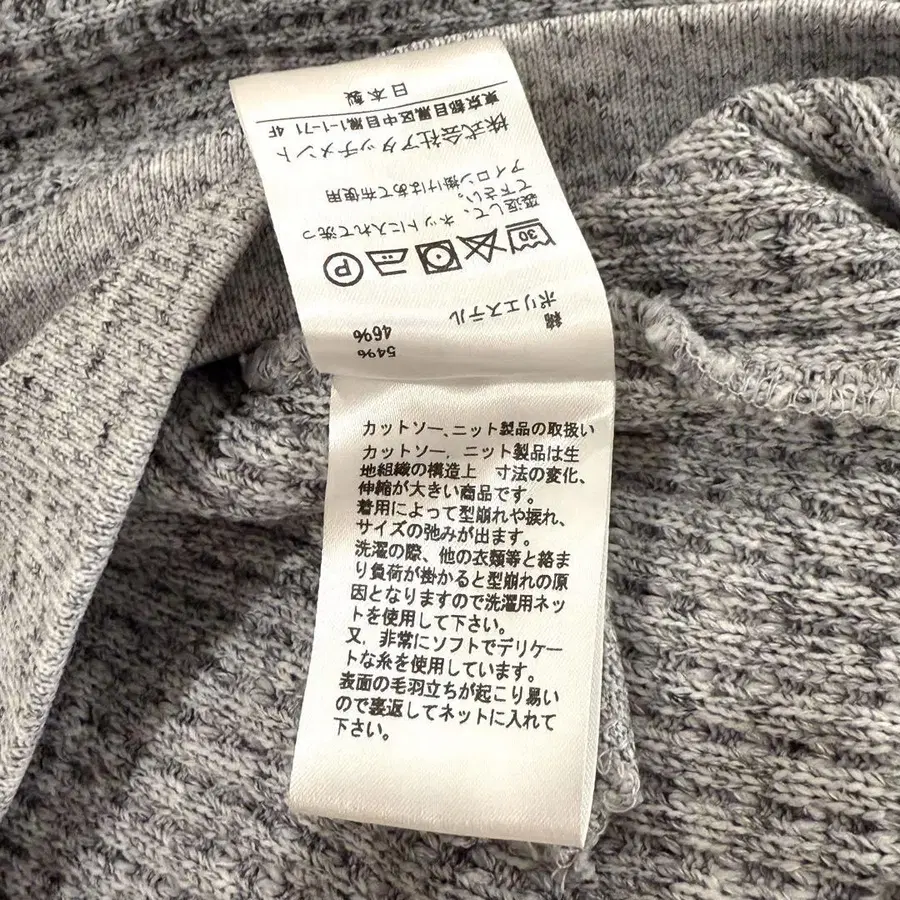 綿 54%
ポリエステル 46%
30 P
裏返して、ネットに入れて洗っ
て下さい。
アイロン掛けはあて布使用
株式会社アタッチメント
東京都目黒区中目黒1-1-71 4F
日本製
カットソー、ニット製品の取扱い
カットソー、ニット製品は生
地組織の構造上　寸法の変化、
伸縮が大きい商品です。
着用によって型崩れや捩れ、
サイズの弛みが出ます。
洗濯の際、他の衣類等と絡ま
り負荷が掛かると型崩れの原
因となりますので洗濯用ネッ
トを使用して下さい。
又、非常にソフトでデリケー
トな糸を使用しています。
表面の毛羽立ちが起こり易い
ので裏返してネットに入れて
下さい。